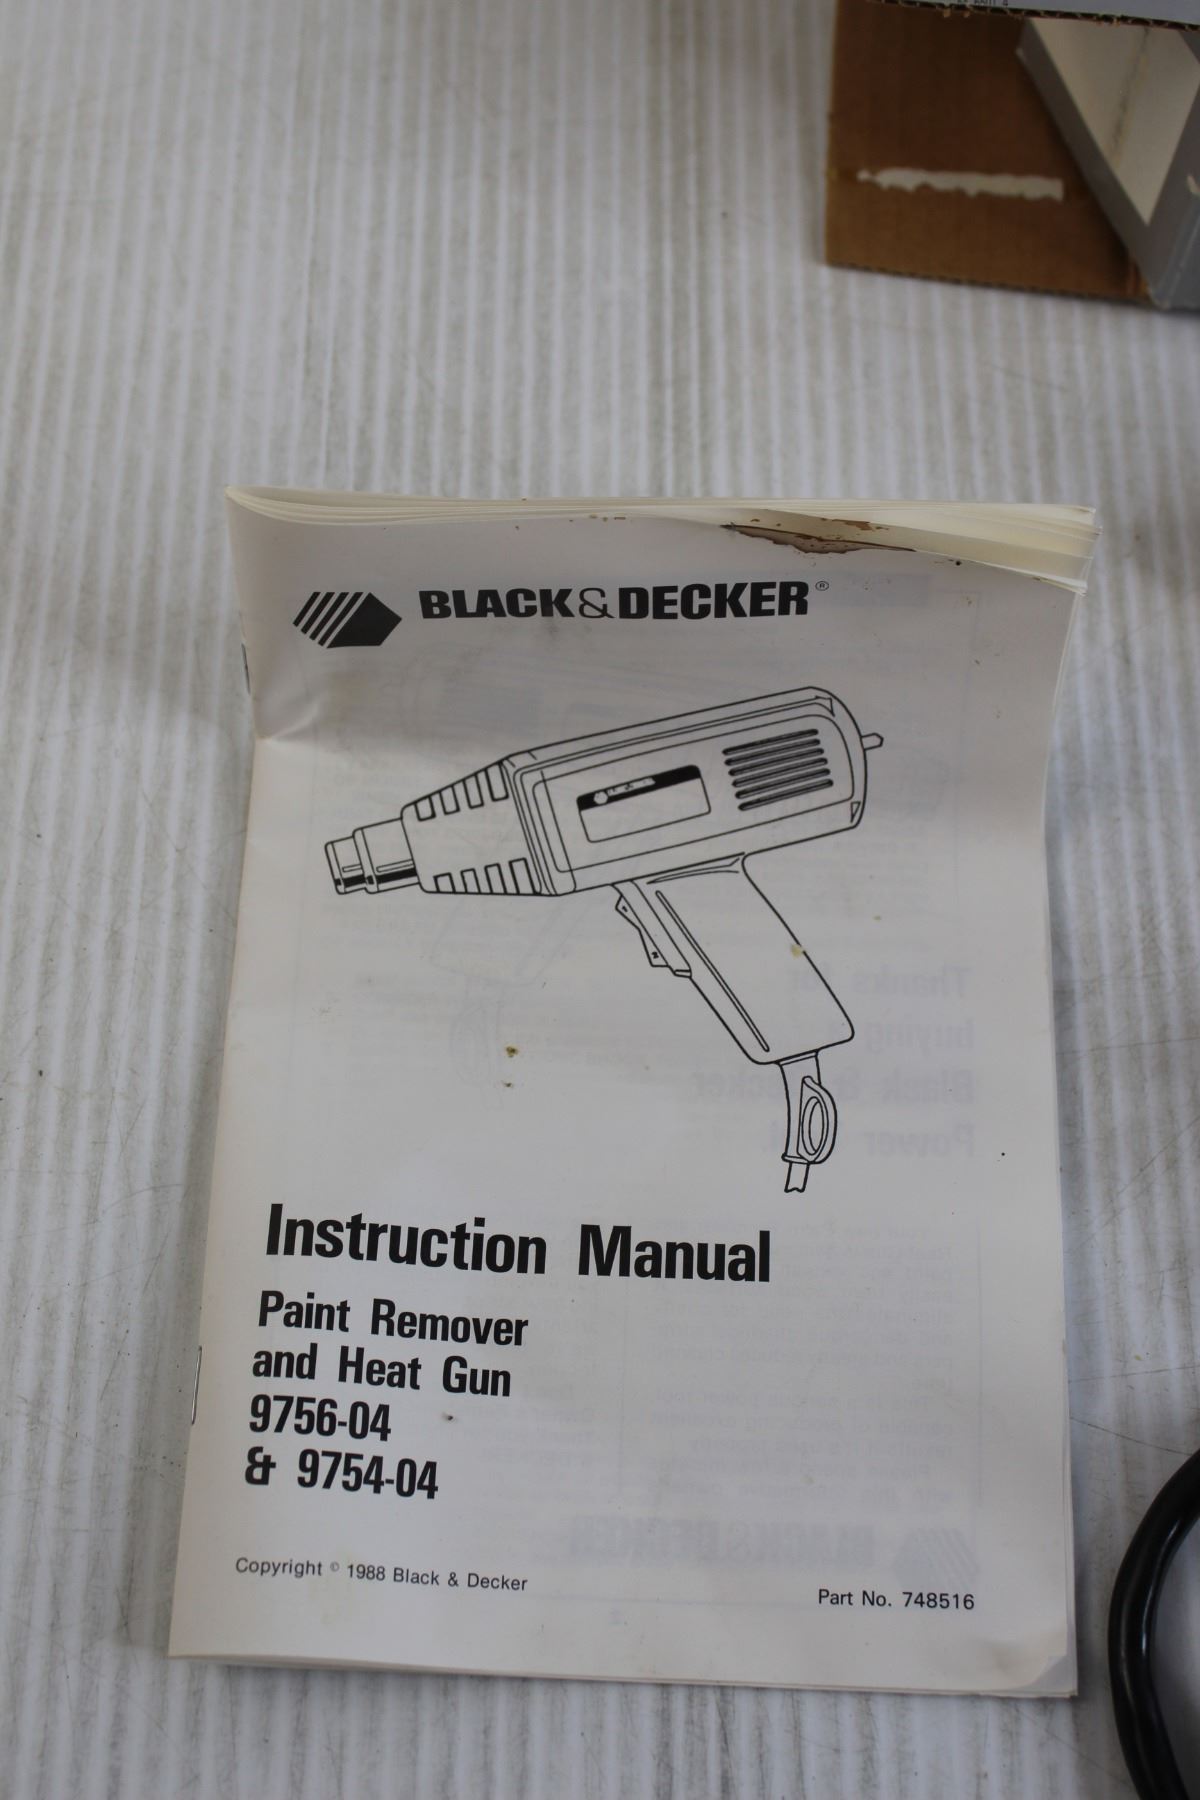 BLACK&DECKER®
Instruction Manual
Paint Remover
and Heat Gun
9756-04
& 9754-04
Copyright © 1988 Black & Decker
Part No. 748516